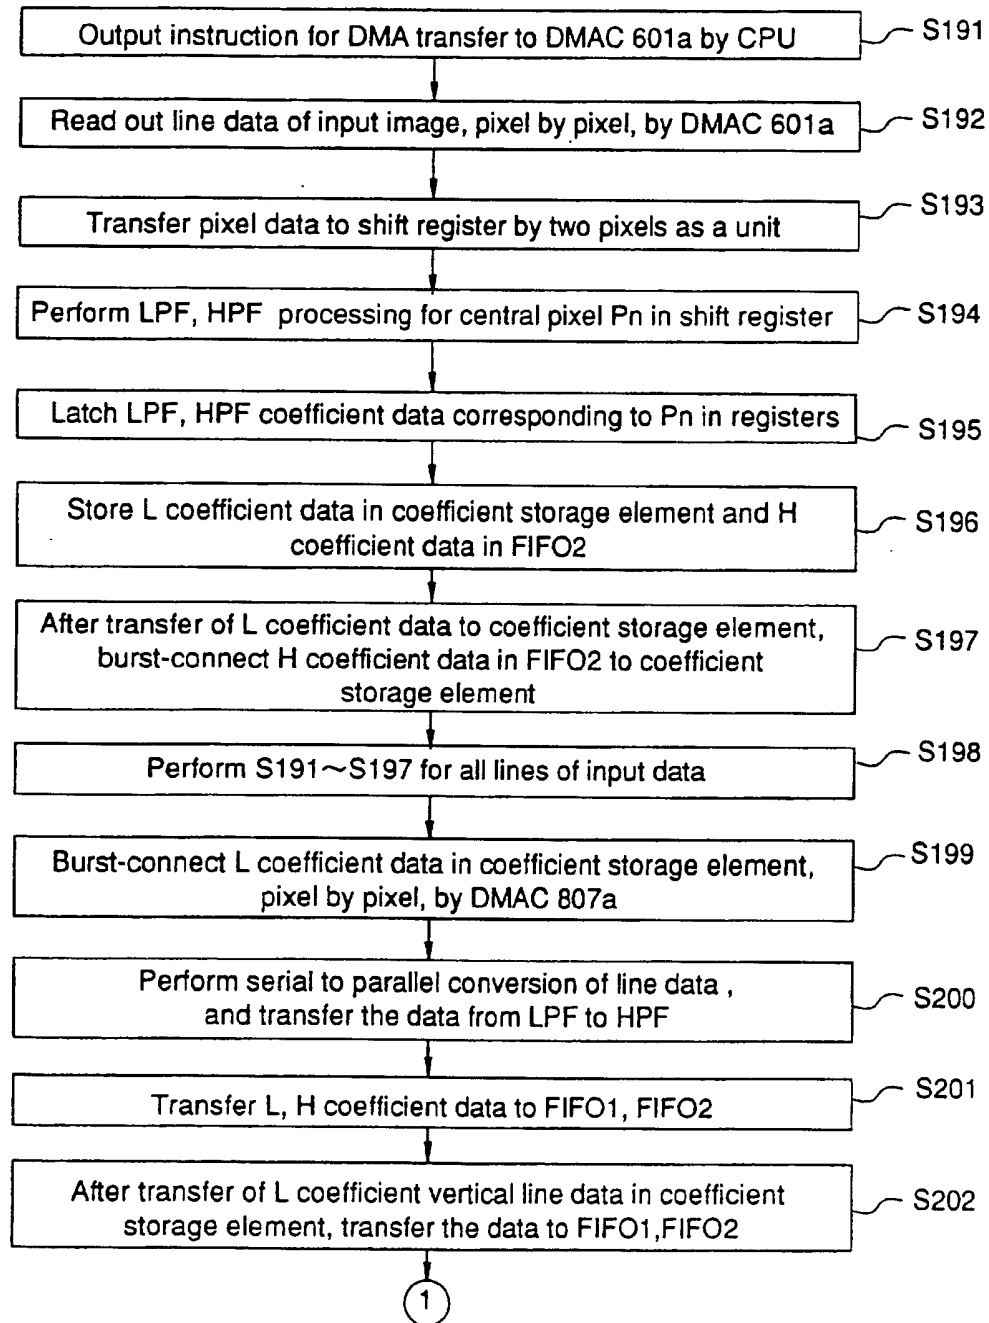 Output instruction for DMA transfer to DMAC 601a by CPU
S191
Read out line data of input image, pixel by pixel, by DMAC 601a
S192
Transfer pixel data to shift register by two pixels as a unit
S193
Perform LPF, HPF processing for central pixel Pn in shift register
S194
Latch LPF, HPF coefficient data corresponding to Pn in registers
S195
Store L coefficient data in coefficient storage element and H
coefficient data in FIFO2
S196
After transfer of L coefficient data to coefficient storage element,
burst-connect H coefficient data in FIFO2 to coefficient
storage element
S197
Perform S191~S197 for all lines of input data
S198
Burst-connect L coefficient data in coefficient storage element,
pixel by pixel, by DMAC 807a
S199
Perform serial to parallel conversion of line data ,
and transfer the data from LPF to HPF
S200
Transfer L, H coefficient data to FIFO1, FIFO2
S201
After transfer of L coefficient vertical line data in coefficient
storage element, transfer the data to FIFO1,FIFO2
S202
1